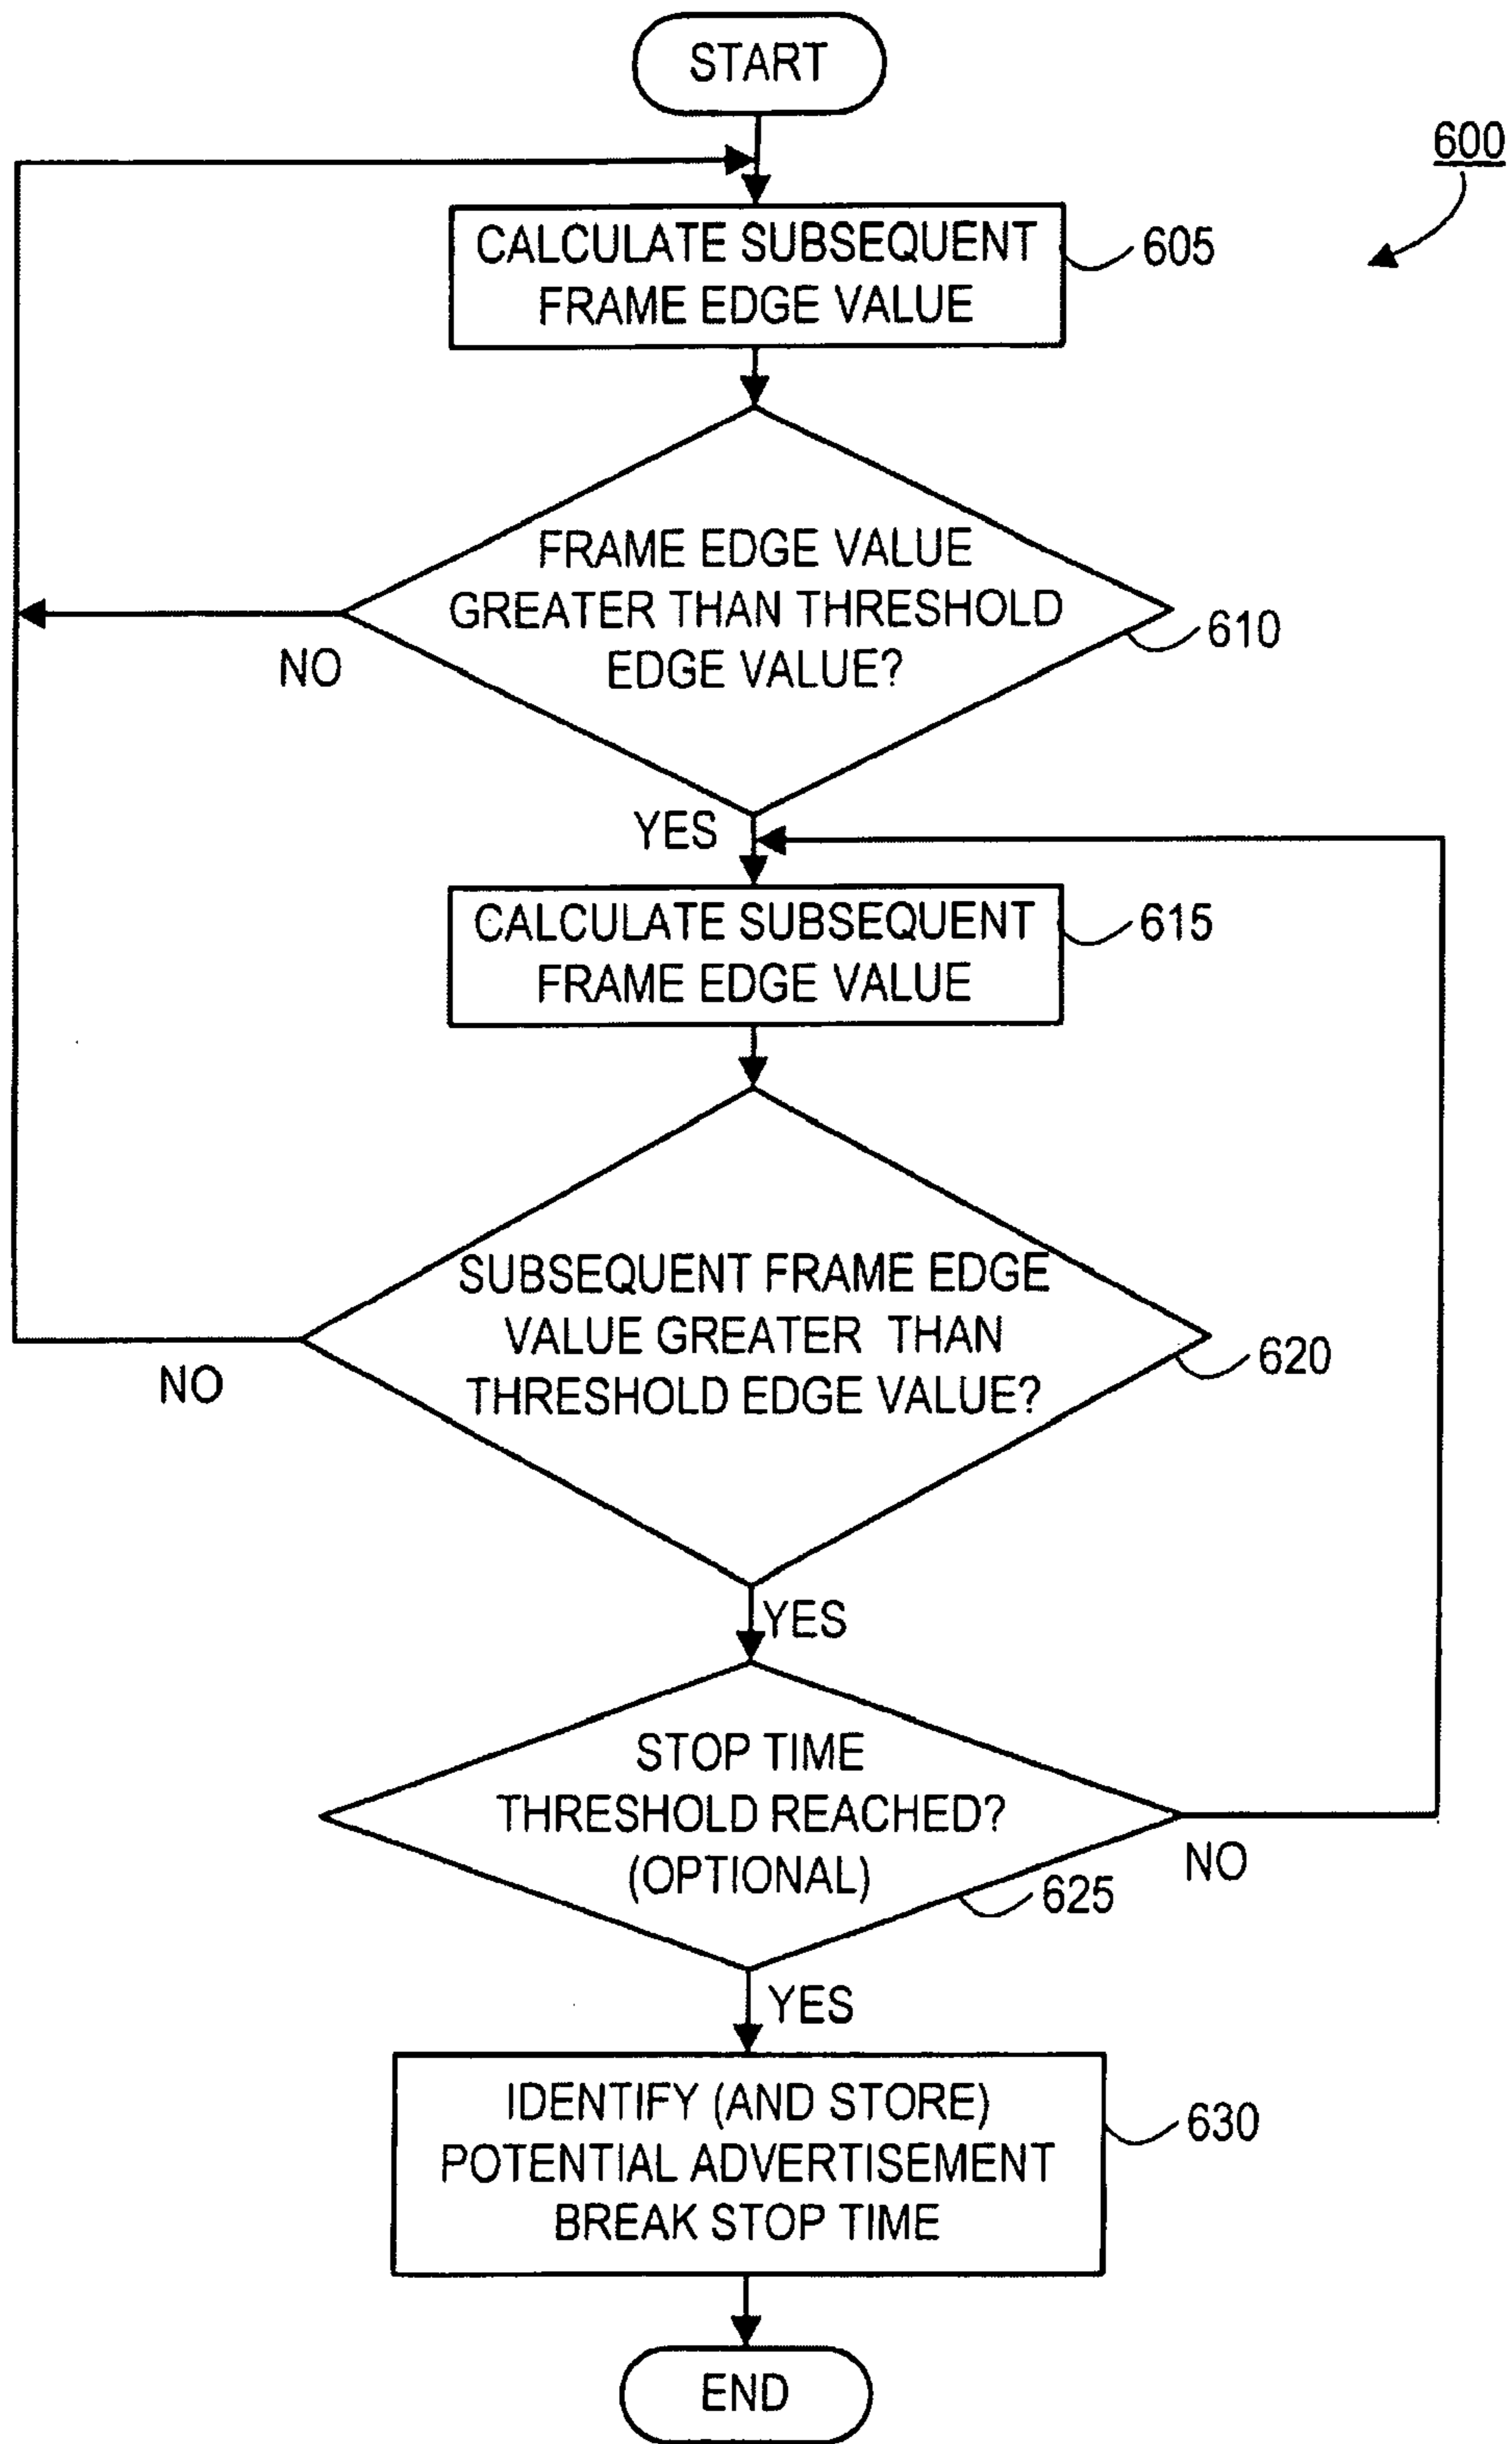 START
600
CALCULATE SUBSEQUENT
FRAME EDGE VALUE
605
FRAME EDGE VALUE
GREATER THAN THRESHOLD
EDGE VALUE?
610
NO
YES
CALCULATE SUBSEQUENT
FRAME EDGE VALUE
615
SUBSEQUENT FRAME EDGE
VALUE GREATER THAN
THRESHOLD EDGE VALUE?
620
NO
YES
STOP TIME
THRESHOLD REACHED?
(OPTIONAL)
625
NO
YES
IDENTIFY (AND STORE)
POTENTIAL ADVERTISEMENT
BREAK STOP TIME
630
END